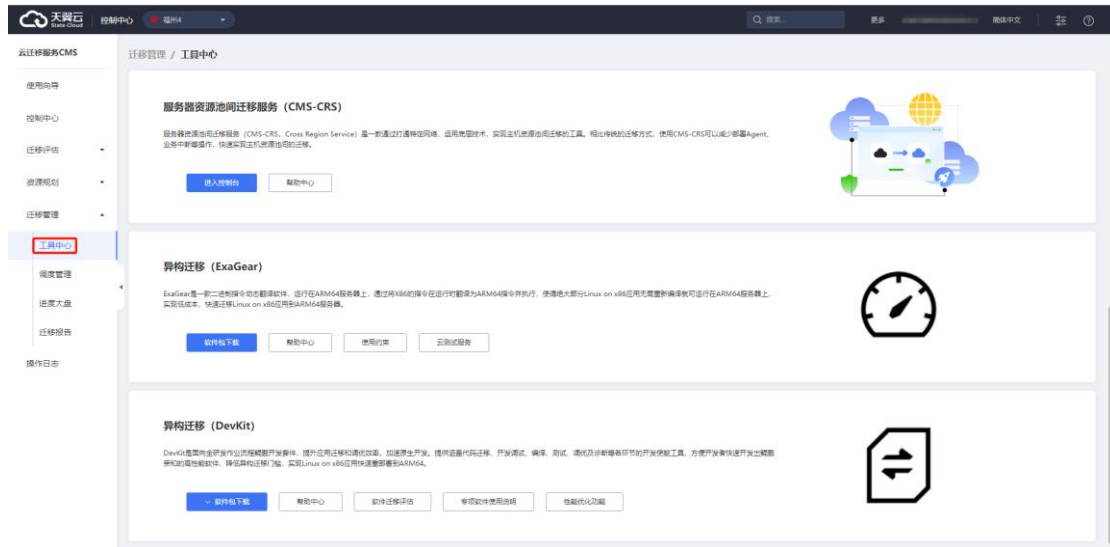 天翼云
State Cloud
控制中心
福州4
搜索...
更多
简体中文
云迁移服务CMS
迁移管理 / 工具中心
使用向导
控制中心
迁移评估
资源规划
迁移管理
工具中心
调度管理
进度大盘
迁移报告
操作日志
服务器资源池间迁移服务（CMS-CRS）
服务器资源池间迁移服务（CMS-CRS，Cross Region Service）是一款通过打通特定网络、运用底层技术，实现主机资源池间迁移的工具。相比传统的迁移方式，使用CMS-CRS可以减少部署Agent、
业务中断等操作，快速实现主机资源池间的迁移。
进入控制台
帮助中心
异构迁移（ExaGear）
ExaGear是一款二进制指令动态翻译软件，运行在ARM64服务器上，通过将X86的指令在运行时翻译为ARM64指令并执行，使得绝大部分Linux on x86应用无需重新编译就可运行在ARM64服务器上，
实现低成本、快速迁移Linux on x86应用到ARM64服务器。
软件包下载
帮助中心
使用约束
云测试服务
异构迁移（DevKit）
DevKit是面向全研发作业流程鲲鹏开发套件，提升应用迁移和调优效率，加速原生开发。提供涵盖代码迁移、开发调试、编译、测试、调优及诊断等各环节的开发使能工具，方便开发者快速开发出鲲鹏
亲和的高性能软件，降低异构迁移门槛，实现Linux on x86应用快速重部署到ARM64。
软件包下载
帮助中心
软件迁移评估
专项软件使用说明
性能优化功能